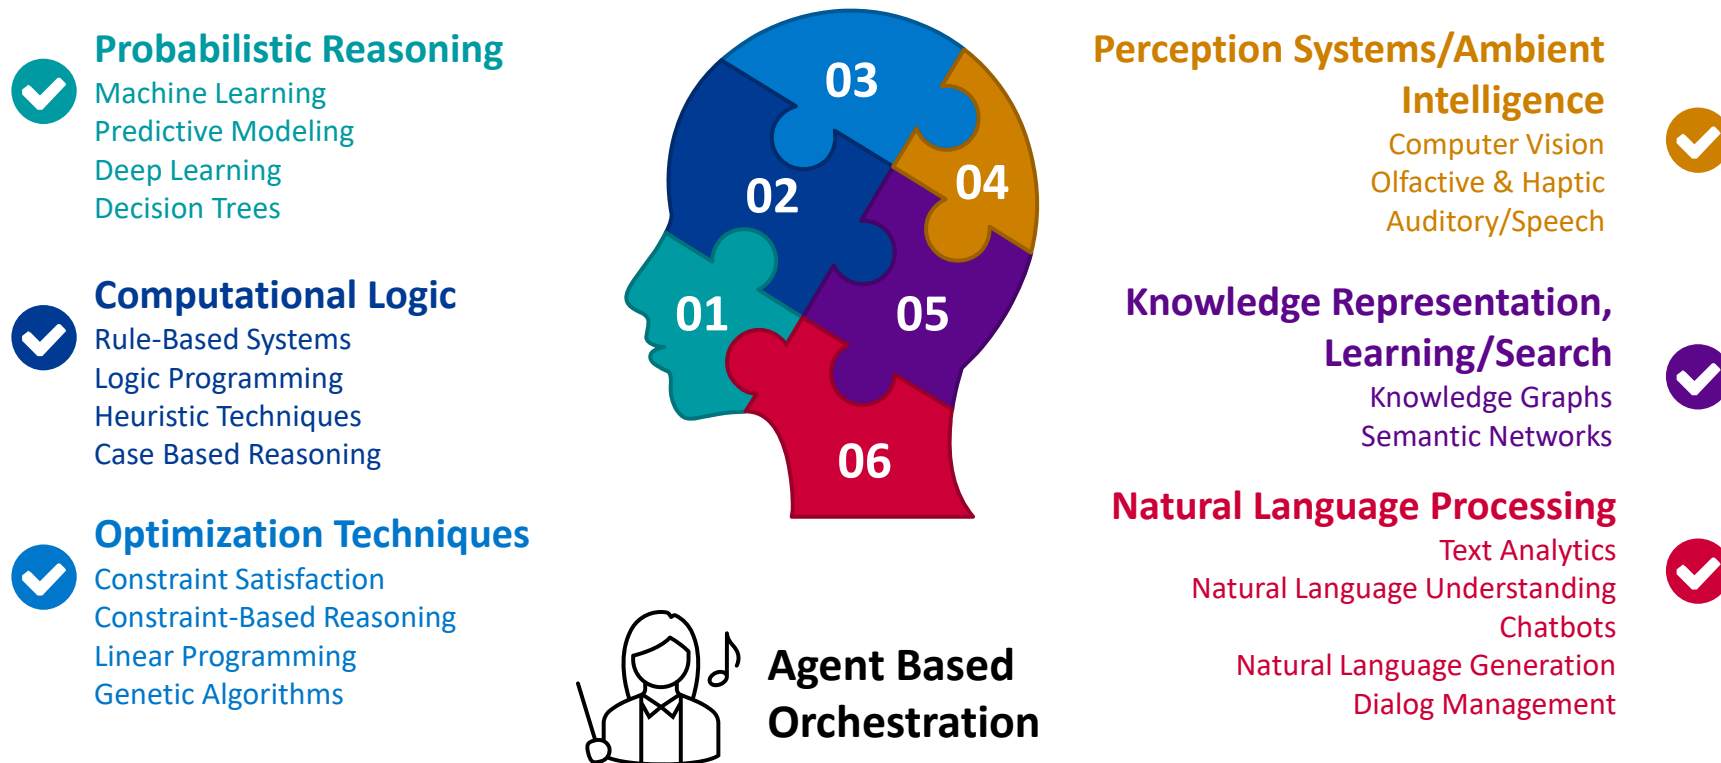 Probabilistic Reasoning
Machine Learning
Predictive Modeling
Deep Learning
Decision Trees
Computational Logic
Rule-Based Systems
Logic Programming
Heuristic Techniques
Case Based Reasoning
Optimization Techniques
Constraint Satisfaction
Constraint-Based Reasoning
Linear Programming
Genetic Algorithms
03
04
02
01
05
06
Agent Based
Orchestration
Perception Systems/Ambient
Intelligence
Computer Vision
Olfactive & Haptic
Auditory/Speech
Knowledge Representation,
Learning/Search
Knowledge Graphs
Semantic Networks
Natural Language Processing
Text Analytics
Natural Language Understanding
Chatbots
Natural Language Generation
Dialog Management